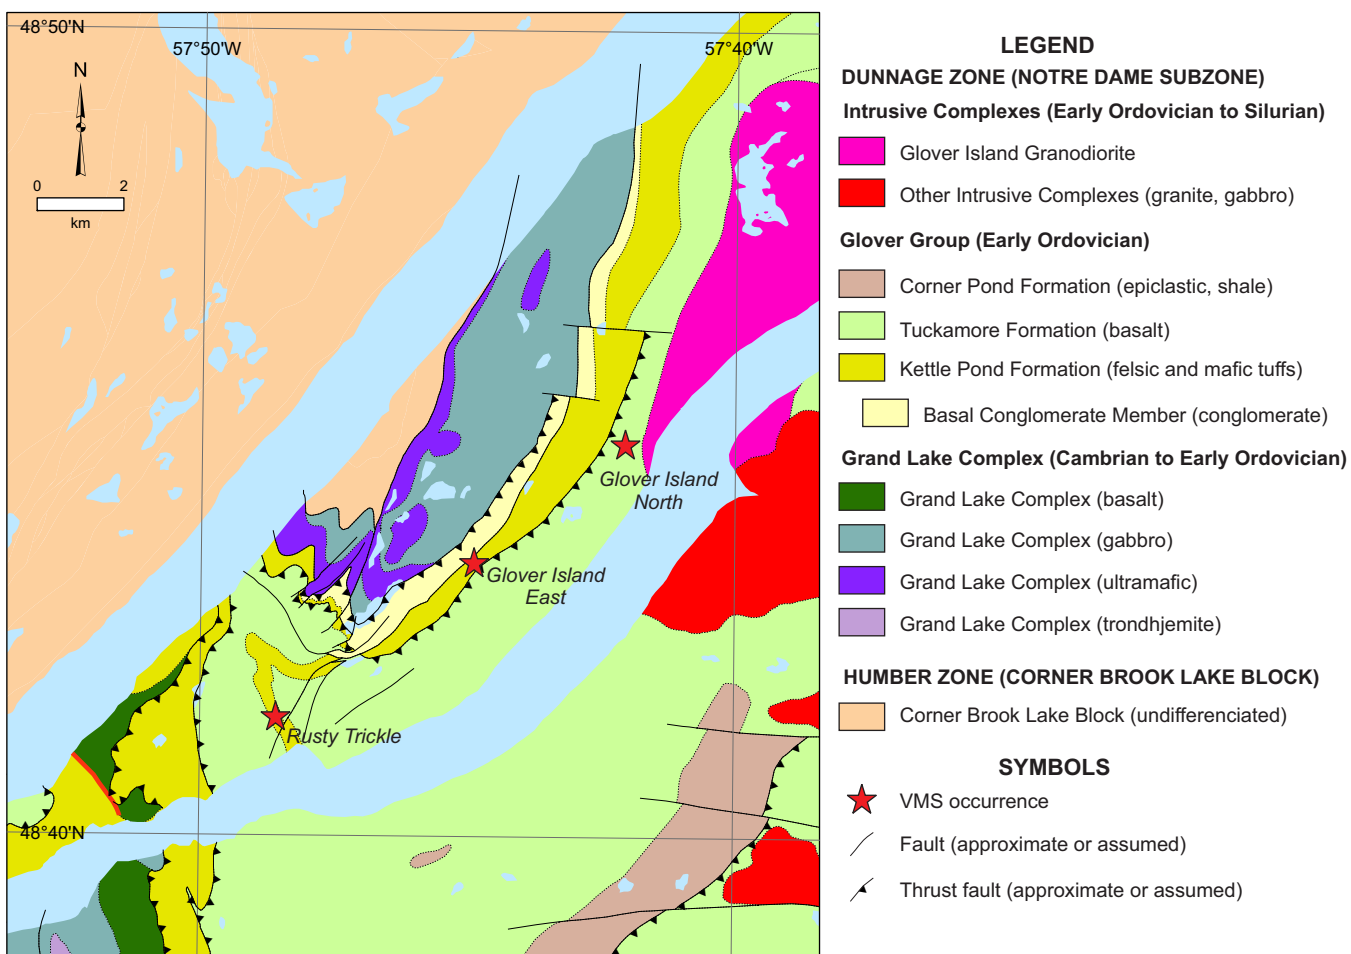 48°50'N
57°50'W
57°40'W
N
0 2
km
Glover Island
North
Glover Island
East
Rusty Trickle
48°40'N
LEGEND
DUNNAGE ZONE (NOTRE DAME SUBZONE)
Intrusive Complexes (Early Ordovician to Silurian)
Glover Island Granodiorite
Other Intrusive Complexes (granite, gabbro)
Glover Group (Early Ordovician)
Corner Pond Formation (epiclastic, shale)
Tuckamore Formation (basalt)
Kettle Pond Formation (felsic and mafic tuffs)
Basal Conglomerate Member (conglomerate)
Grand Lake Complex (Cambrian to Early Ordovician)
Grand Lake Complex (basalt)
Grand Lake Complex (gabbro)
Grand Lake Complex (ultramafic)
Grand Lake Complex (trondhjemite)
HUMBER ZONE (CORNER BROOK LAKE BLOCK)
Corner Brook Lake Block (undifferenciated)
SYMBOLS
VMS occurrence
Fault (approximate or assumed)
Thrust fault (approximate or assumed)